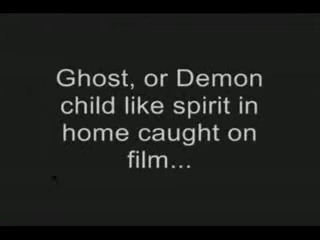 Ghost, or Demon
child like spirit in
home caught on
film...